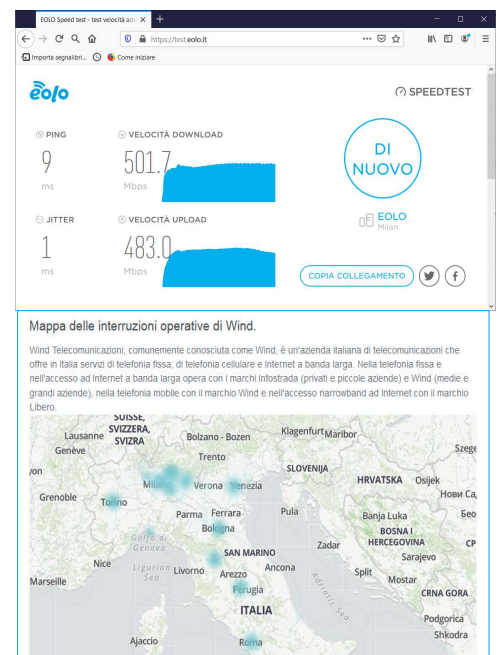 EOLO Speed test - test velocità ads
https://test.eolo.it
Importa segnalibri... Come iniziare
eolo
SPEEDTEST
PING
9
ms
VELOCITÀ DOWNLOAD
501.7
Mbps
DI
NUOVO
JITTER
1
ms
VELOCITÀ UPLOAD
483.0
Mbps
EOLO
Milan
COPIA COLLEGAMENTO
Mappa delle interruzioni operative di Wind.
Wind Telecomunicazioni, comunemente conosciuta come Wind, è un'azienda italiana di telecomunicazioni che
offre in Italia servizi di telefonia fissa, di telefonia cellulare e Internet a banda larga. Nella telefonia fissa e
nell'accesso ad Internet a banda larga opera con i marchi Infostrada (privati e piccole aziende) e Wind (medie e
grandi aziende), nella telefonia mobile con il marchio Wind e nell'accesso narrowband ad Internet con il marchio
Libero.
SUISSE,
SVIZZERA,
SVIZRA
Lausanne
Genève
Bolzano - Bozen
Klagenfurt
Maribor
Szege
Trento
yon
SLOVENIJA
HRVATSKA
Osijek
Milano
Verona
Venezia
Нови Са,
Grenoble
Torino
Parma
Ferrara
Pula
Banja Luka
Бео
Bologna
BOSNA I
HERCEGOVINA
Golfo di
Genova
Zadar
СР
SAN MARINO
Sarajevo
Nice
Ligurian
Sea
Livorno
Arezzo
Ancona
Split
Mostar
Marseille
Adriatic
Sea
Perugia
CRNA GORA
ITALIA
Podgorica
Shkodra
Ajaccio
Roma